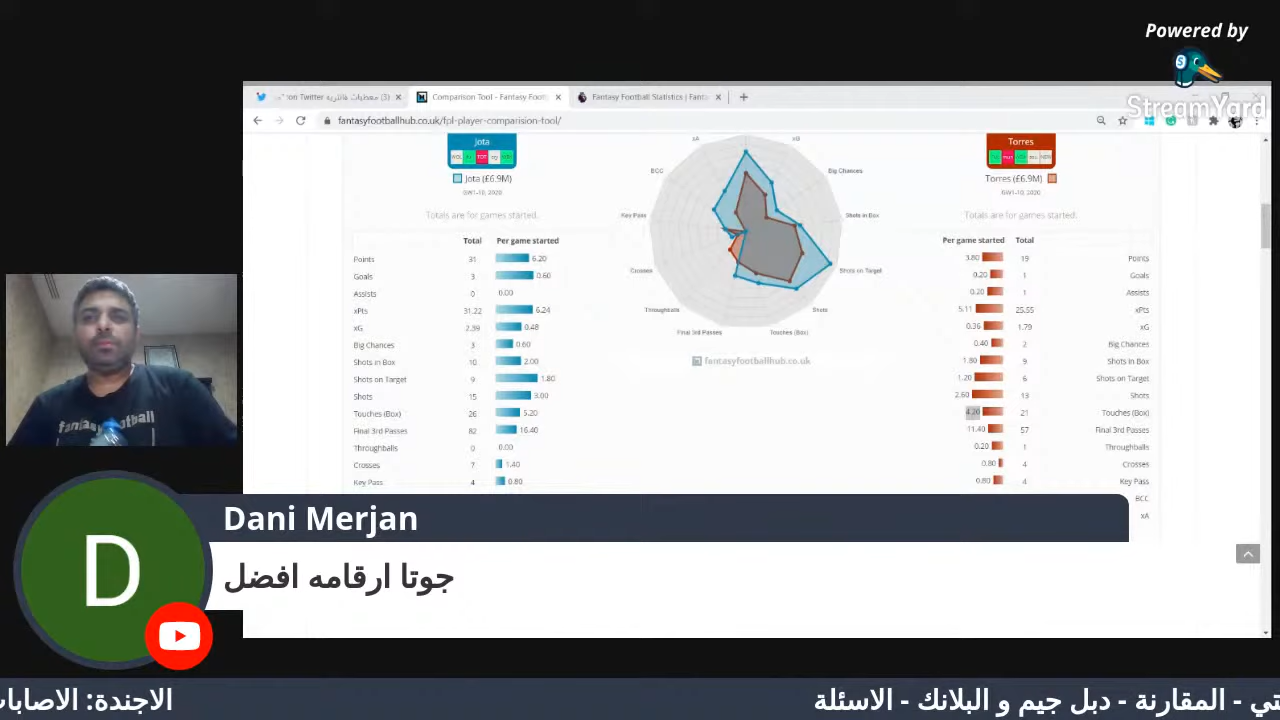 Powered by
StreamYard
(3) معطيات فانتزيه on Twitter: "
Comparison Tool - Fantasy Footb
Fantasy Football Statistics | Fanta
fantasyfootballhub.co.uk/fpl-player-comparision-tool/
Jota
Jota (£6.9M)
GW1-10, 2020
Totals are for games started.
Total Per game started
Points 31 6.20
Goals 3 0.60
Assists 0 0.00
xPts 31.22 6.24
xG 2.39 0.48
Big Chances 3 0.60
Shots in Box 10 2.00
Shots on Target 9 1.80
Shots 15 3.00
Touches (Box) 26 5.20
Final 3rd Passes 82 16.40
Throughballs 0 0.00
Crosses 7 1.40
Key Pass 4 0.80
xA
xG
BCC
Big Chances
Key Pass
Shots in Box
Crosses
Shots on Target
Throughballs
Shots
Final 3rd Passes
Touches (Box)
fantasyfootballhub.co.uk
Torres
Torres (£6.9M)
GW1-10, 2020
Totals are for games started.
Per game started Total
3.80 19 Points
0.20 1 Goals
0.20 1 Assists
5.11 25.55 xPts
0.36 1.79 xG
0.40 2 Big Chances
1.80 9 Shots in Box
1.20 6 Shots on Target
2.60 13 Shots
4.20 21 Touches (Box)
11.40 57 Final 3rd Passes
0.20 1 Throughballs
0.80 4 Crosses
0.80 4 Key Pass
BCC
xA
D
Dani Merjan
جوتا ارقامه افضل
تي - المقارنة - دبل جيم و البلانك - الاسئلة
الاجندة: الاصابات